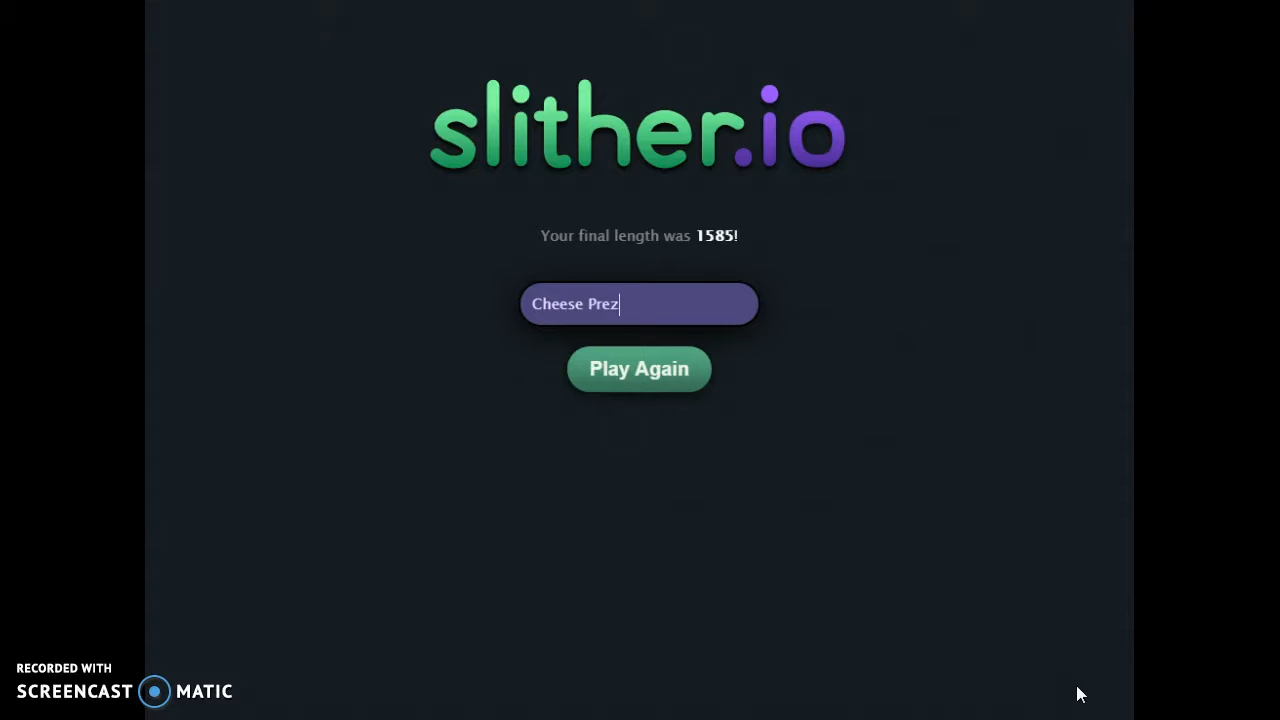 slither.io
Your final length was 1585!
Cheese Prez
Play Again
RECORDED WITH
SCREENCAST MATIC